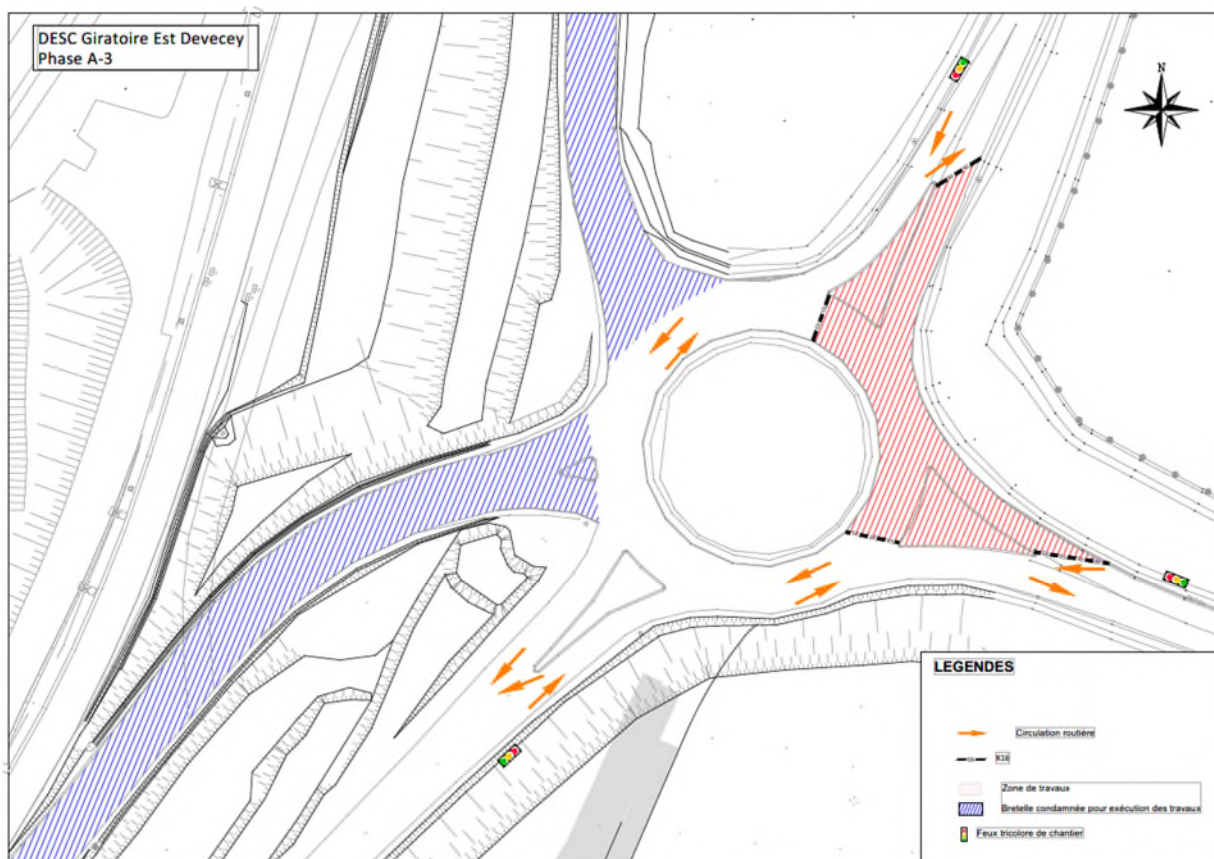 DESC Giratoire Est Devecey
Phase A-3
N
LEGENDES
Circulation routière
Zone de travaux
Bretelle condamnée pour exécution des travaux
Feux tricolore de chantier